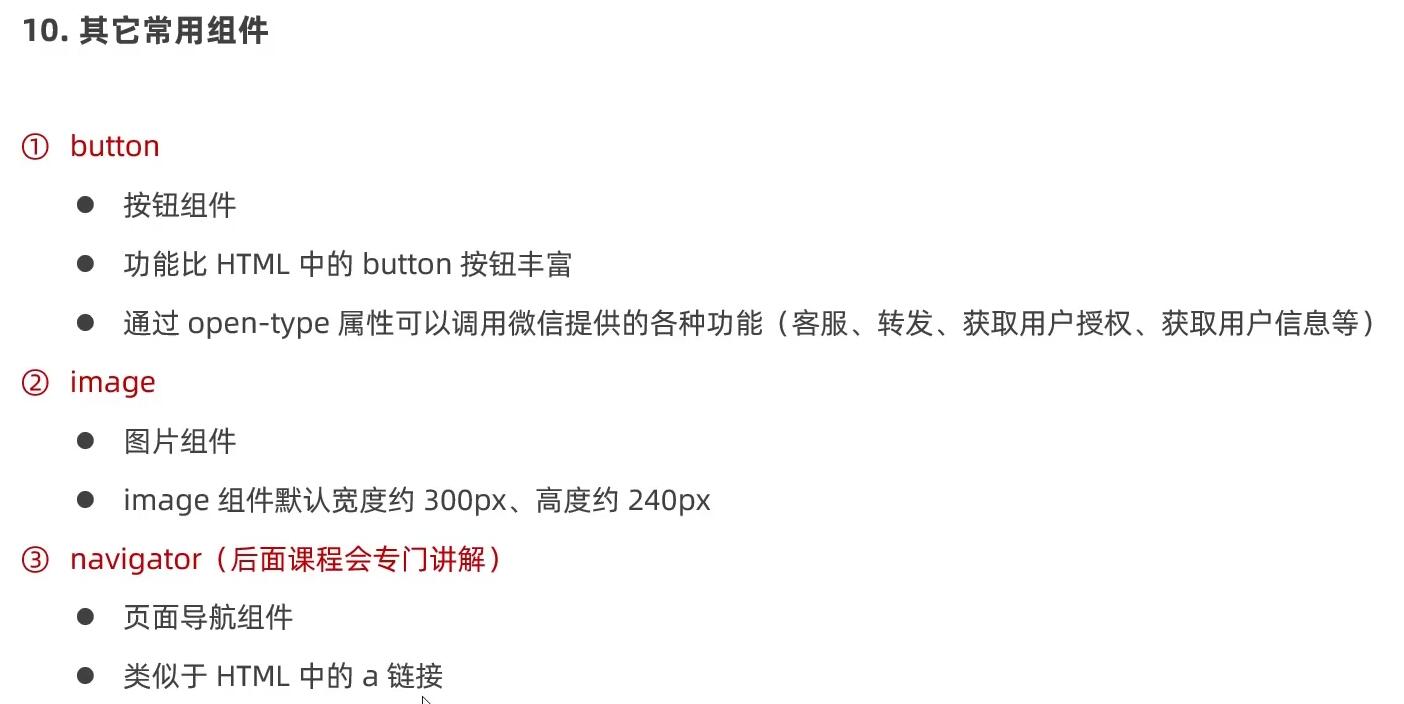 10. 其它常用组件
① button
● 按钮组件
● 功能比 HTML 中的 button 按钮丰富
● 通过 open-type 属性可以调用微信提供的各种功能（客服、转发、获取用户授权、获取用户信息等）
② image
● 图片组件
● image 组件默认宽度约 300px、高度约 240px
③ navigator（后面课程会专门讲解）
● 页面导航组件
● 类似于 HTML 中的 a 链接